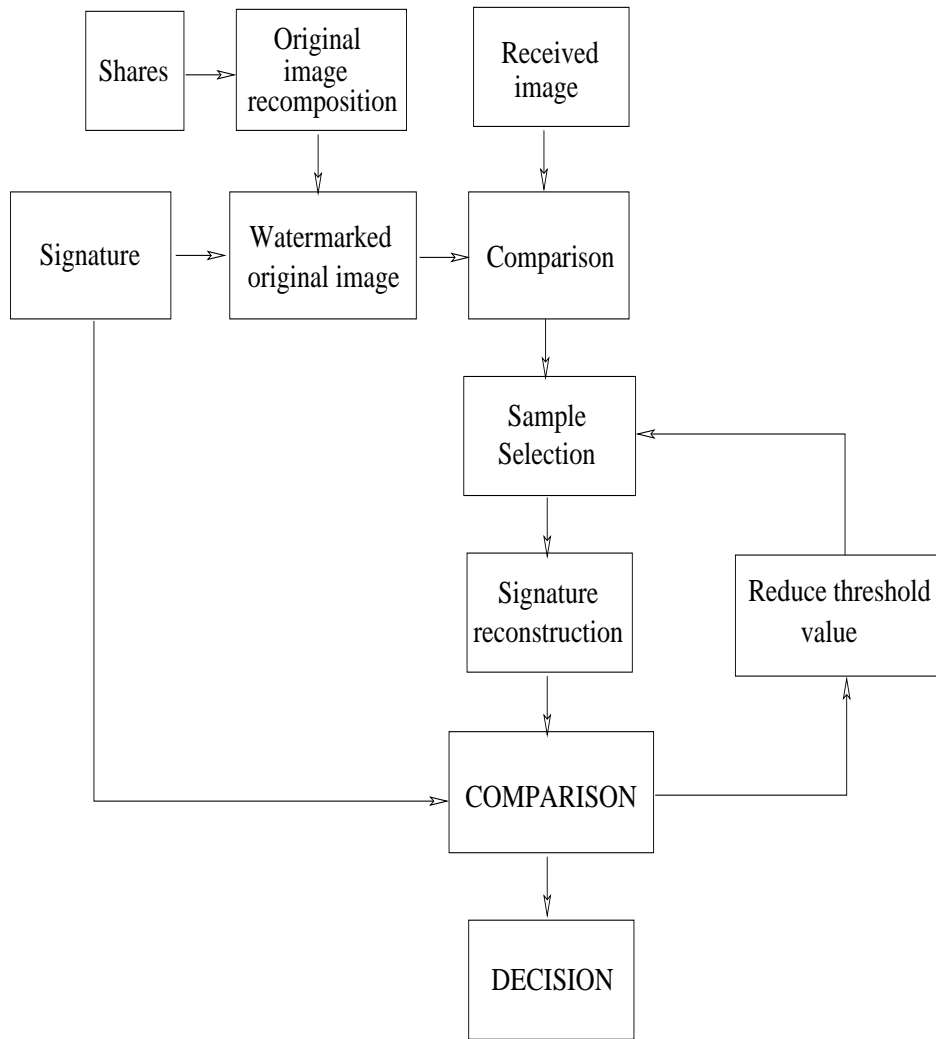 Shares
Original
image
recomposition
Received
image
Signature
Watermarked
original image
Comparison
Sample
Selection
Signature
reconstruction
Reduce threshold
value
COMPARISON
DECISION